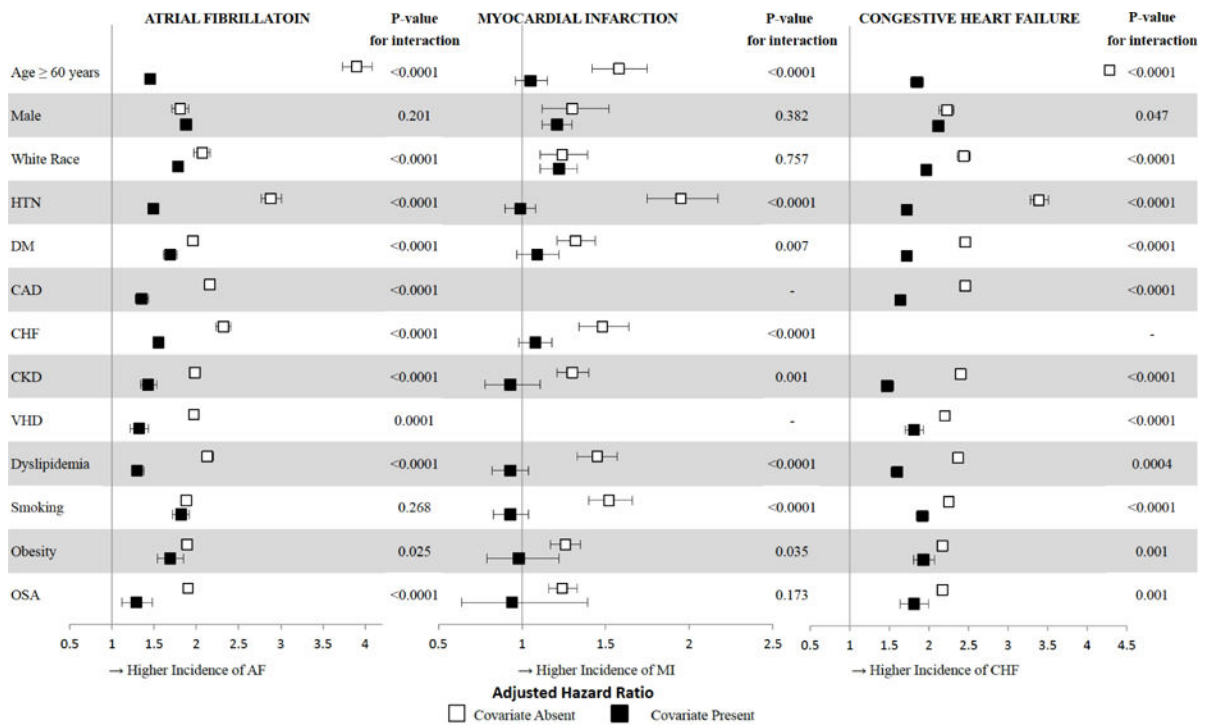 ATRIAL FIBRILLATOIN P-value for interaction MYOCARDIAL INFARCTION P-value for interaction CONGESTIVE HEART FAILURE P-value for interaction
Age ≥ 60 years <0.0001 <0.0001 <0.0001
Male 0.201 0.382 0.047
White Race <0.0001 0.757 <0.0001
HTN <0.0001 <0.0001 <0.0001
DM <0.0001 0.007 <0.0001
CAD <0.0001 - <0.0001
CHF <0.0001 <0.0001 -
CKD <0.0001 0.001 <0.0001
VHD 0.0001 - <0.0001
Dyslipidemia <0.0001 <0.0001 0.0004
Smoking 0.268 <0.0001 <0.0001
Obesity 0.025 0.035 0.001
OSA <0.0001 0.173 0.001
0.5 1 1.5 2 2.5 3 3.5 4 0.5 1 1.5 2 2.5 0.5 1 1.5 2 2.5 3 3.5 4 4.5
→ Higher Incidence of AF → Higher Incidence of MI → Higher Incidence of CHF
Adjusted Hazard Ratio
Covariate Absent Covariate Present